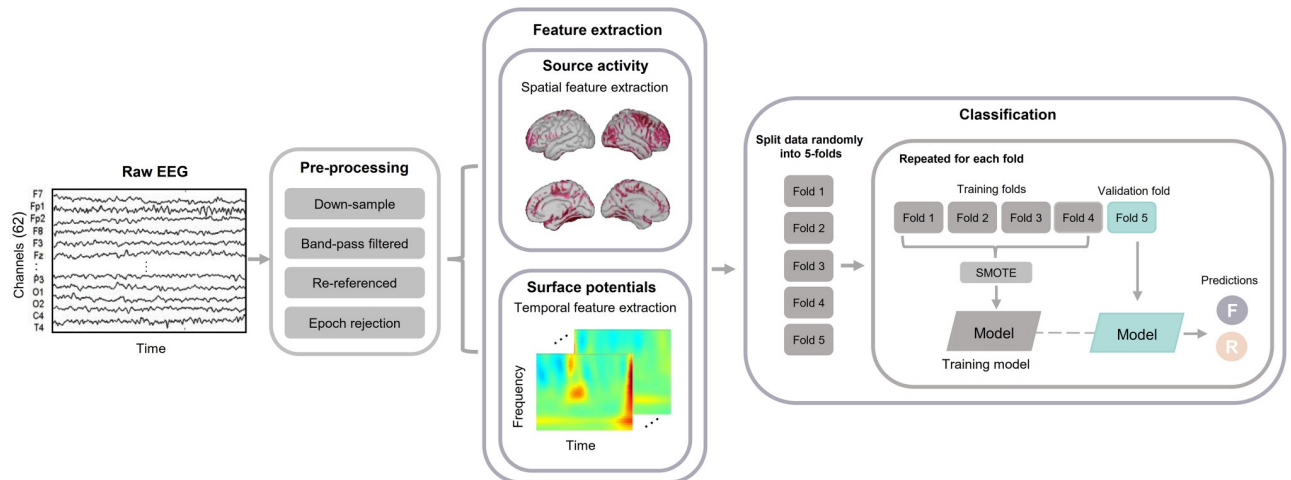 Raw EEG
Channels (62)
F7
Fp1
Fp2
F8
F3
Fz
⋮
P3
O1
O2
C4
T4
Time
Pre-processing
Down-sample
Band-pass filtered
Re-referenced
Epoch rejection
Feature extraction
Source activity
Spatial feature extraction
Surface potentials
Temporal feature extraction
Frequency
Time
Classification
Split data randomly
into 5-folds
Fold 1
Fold 2
Fold 3
Fold 4
Fold 5
Repeated for each fold
Training folds
Validation fold
Fold 1
Fold 2
Fold 3
Fold 4
Fold 5
SMOTE
Model
Training model
Model
Predictions
F
R